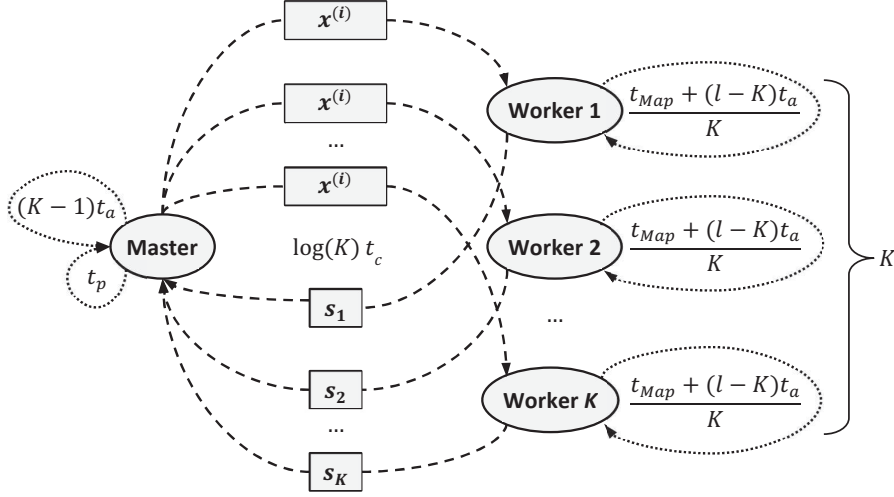 x^(i)
x^(i)
...
x^(i)
Worker 1
(t_Map + (l − K)t_a) / K
(K − 1)t_a
Master
t_p
log(K) t_c
Worker 2
(t_Map + (l − K)t_a) / K
K
s_1
...
s_2
Worker K
(t_Map + (l − K)t_a) / K
...
s_K